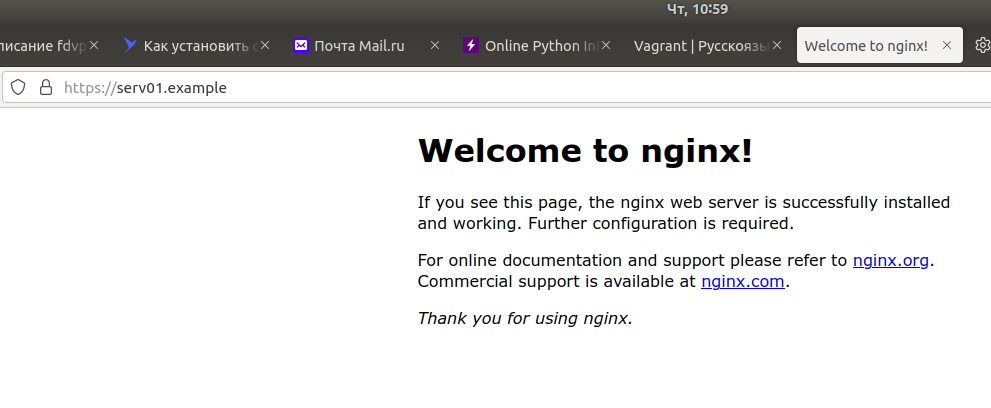 Чт, 10:59
писание fdvp
Как установить с
Почта Mail.ru
Online Python In
Vagrant | Русскоязы
Welcome to nginx!
https://serv01.example
Welcome to nginx!
If you see this page, the nginx web server is successfully installed
and working. Further configuration is required.
For online documentation and support please refer to nginx.org.
Commercial support is available at nginx.com.
Thank you for using nginx.